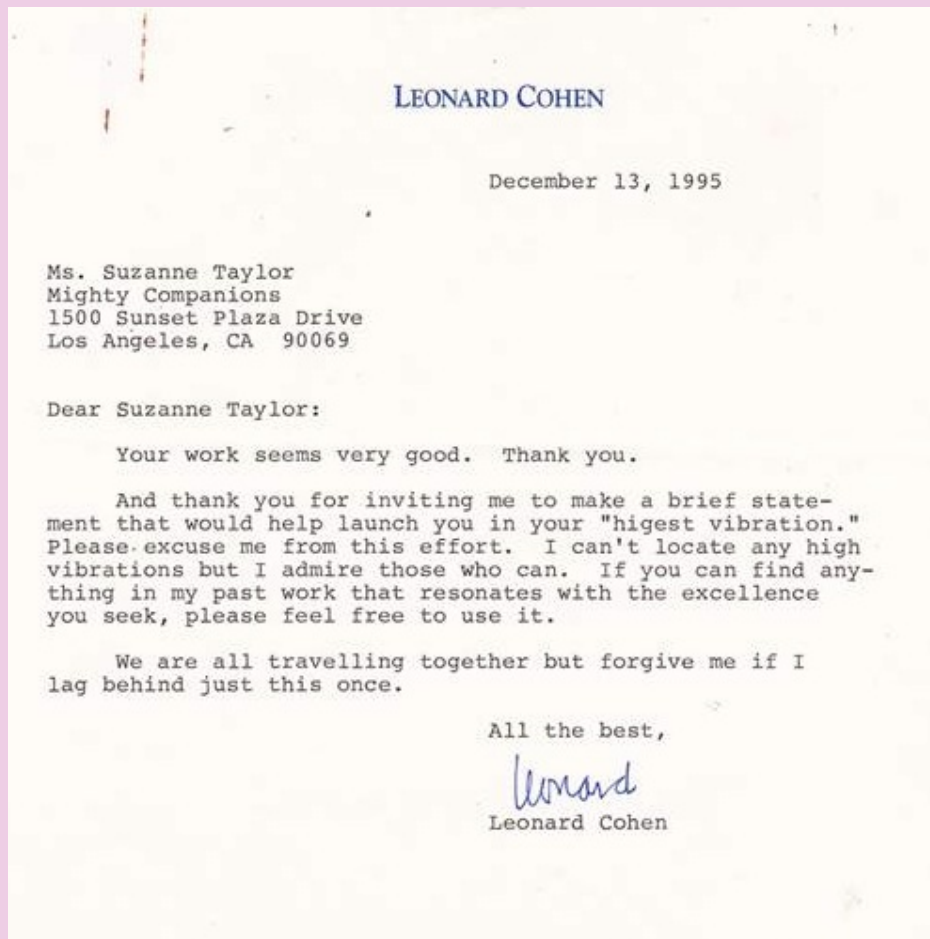 LEONARD COHEN
December 13, 1995
Ms. Suzanne Taylor
Mighty Companions
1500 Sunset Plaza Drive
Los Angeles, CA  90069
Dear Suzanne Taylor:
Your work seems very good.  Thank you.
And thank you for inviting me to make a brief state-
ment that would help launch you in your "higest vibration."
Please excuse me from this effort.  I can't locate any high
vibrations but I admire those who can.  If you can find any-
thing in my past work that resonates with the excellence
you seek, please feel free to use it.
We are all travelling together but forgive me if I
lag behind just this once.
All the best,
Leonard
Leonard Cohen